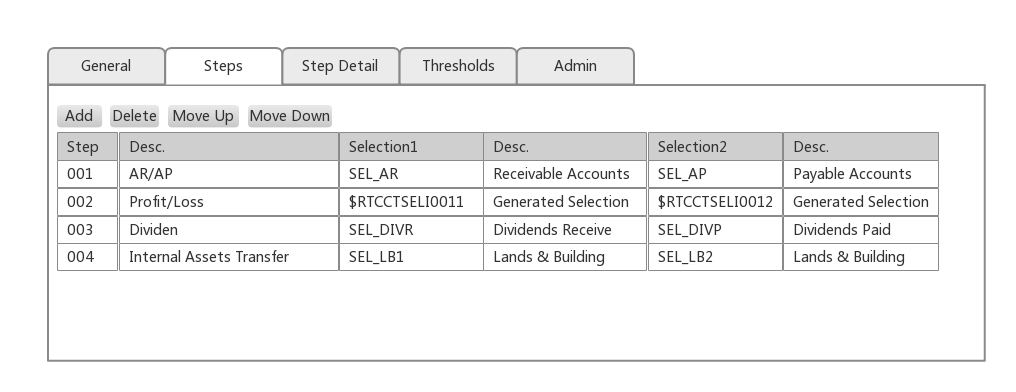 General Steps Step Detail Thresholds Admin
Add Delete Move Up Move Down
Step Desc. Selection1 Desc. Selection2 Desc.
001 AR/AP SEL_AR Receivable Accounts SEL_AP Payable Accounts
002 Profit/Loss $RTCCTSELI0011 Generated Selection $RTCCTSELI0012 Generated Selection
003 Dividen SEL_DIVR Dividends Receive SEL_DIVP Dividends Paid
004 Internal Assets Transfer SEL_LB1 Lands & Building SEL_LB2 Lands & Building